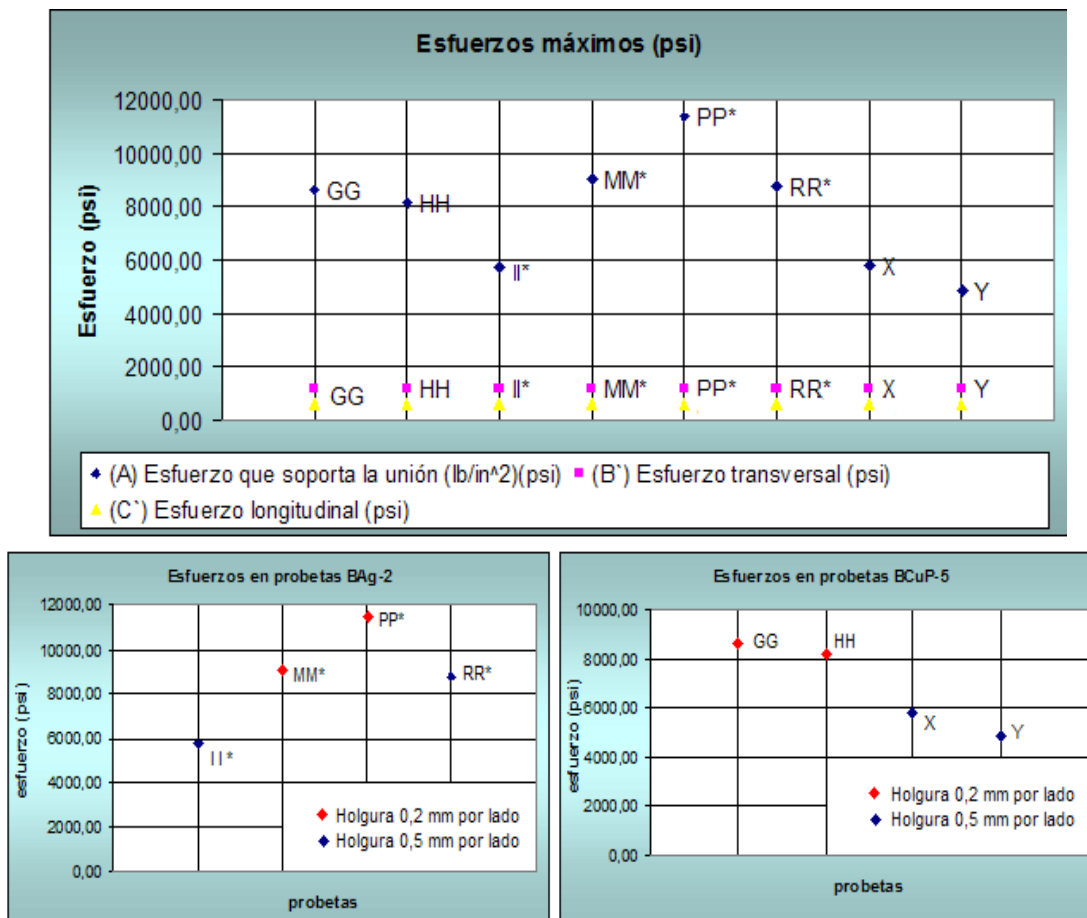 Esfuerzos máximos (psi)
Esfuerzo (psi)
12000,00
10000,00
8000,00
6000,00
4000,00
2000,00
0,00
GG
HH
II*
MM*
PP*
RR*
X
Y
GG
HH
II*
MM*
PP*
RR*
X
Y
(A) Esfuerzo que soporta la unión (lb/in^2)(psi)
(B`) Esfuerzo transversal (psi)
(C`) Esfuerzo longitudinal (psi)
Esfuerzos en probetas BAg-2
esfuerzo (psi)
12000,00
10000,00
8000,00
6000,00
4000,00
2000,00
0,00
II*
MM*
PP*
RR*
Holgura 0,2 mm por lado
Holgura 0,5 mm por lado
probetas
Esfuerzos en probetas BCuP-5
esfuerzo (psi)
10000,00
8000,00
6000,00
4000,00
2000,00
0,00
GG
HH
X
Y
Holgura 0,2 mm por lado
Holgura 0,5 mm por lado
probetas